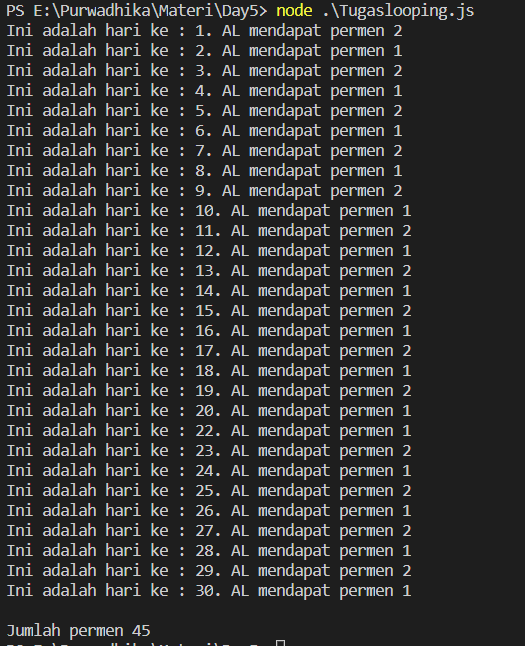 PS E:\Purwadhika\Materi\Day5> node .\Tugaslooping.js
Ini adalah hari ke : 1. AL mendapat permen 2
Ini adalah hari ke : 2. AL mendapat permen 1
Ini adalah hari ke : 3. AL mendapat permen 2
Ini adalah hari ke : 4. AL mendapat permen 1
Ini adalah hari ke : 5. AL mendapat permen 2
Ini adalah hari ke : 6. AL mendapat permen 1
Ini adalah hari ke : 7. AL mendapat permen 2
Ini adalah hari ke : 8. AL mendapat permen 1
Ini adalah hari ke : 9. AL mendapat permen 2
Ini adalah hari ke : 10. AL mendapat permen 1
Ini adalah hari ke : 11. AL mendapat permen 2
Ini adalah hari ke : 12. AL mendapat permen 1
Ini adalah hari ke : 13. AL mendapat permen 2
Ini adalah hari ke : 14. AL mendapat permen 1
Ini adalah hari ke : 15. AL mendapat permen 2
Ini adalah hari ke : 16. AL mendapat permen 1
Ini adalah hari ke : 17. AL mendapat permen 2
Ini adalah hari ke : 18. AL mendapat permen 1
Ini adalah hari ke : 19. AL mendapat permen 2
Ini adalah hari ke : 20. AL mendapat permen 1
Ini adalah hari ke : 22. AL mendapat permen 1
Ini adalah hari ke : 23. AL mendapat permen 2
Ini adalah hari ke : 24. AL mendapat permen 1
Ini adalah hari ke : 25. AL mendapat permen 2
Ini adalah hari ke : 26. AL mendapat permen 1
Ini adalah hari ke : 27. AL mendapat permen 2
Ini adalah hari ke : 28. AL mendapat permen 1
Ini adalah hari ke : 29. AL mendapat permen 2
Ini adalah hari ke : 30. AL mendapat permen 1
Jumlah permen 45